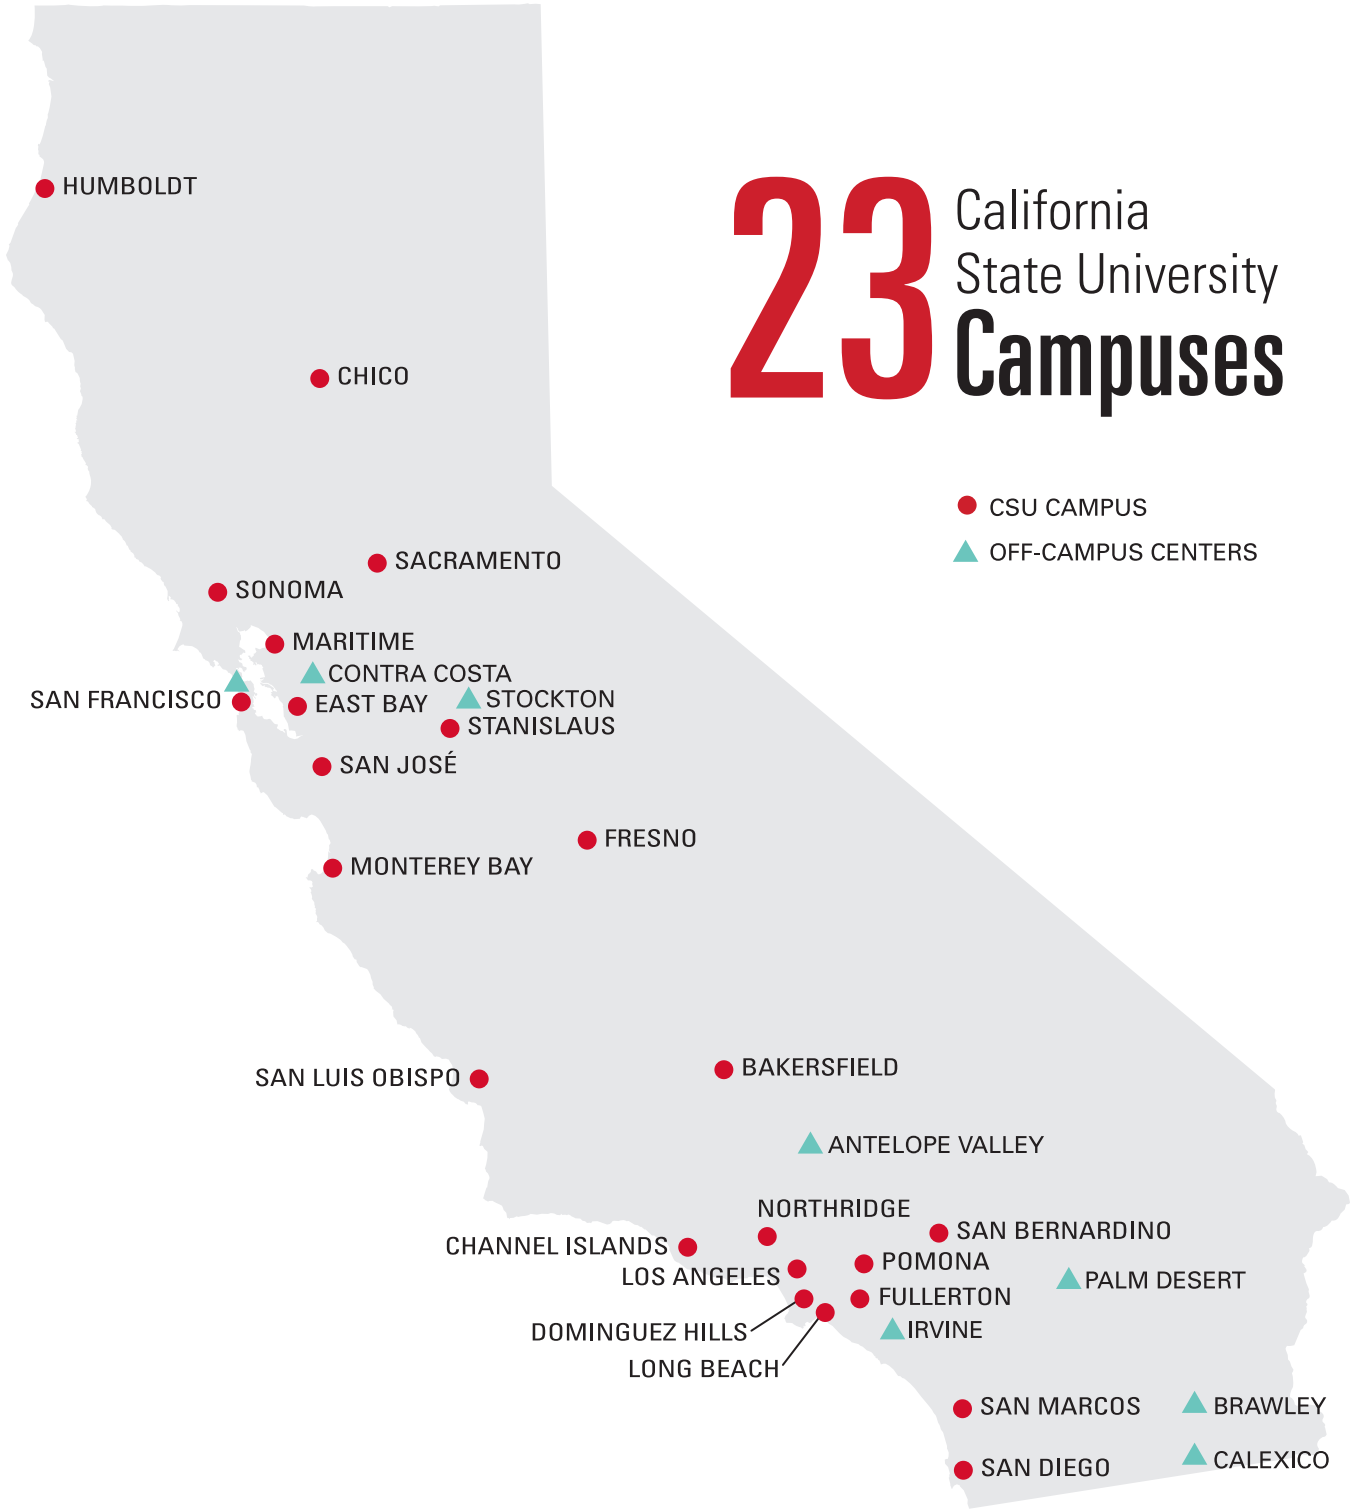 HUMBOLDT
23
California
State University
Campuses
CHICO
CSU CAMPUS
OFF-CAMPUS CENTERS
SACRAMENTO
SONOMA
MARITIME
CONTRA COSTA
SAN FRANCISCO
EAST BAY
STOCKTON
STANISLAUS
SAN JOSÉ
FRESNO
MONTEREY BAY
SAN LUIS OBISPO
BAKERSFIELD
ANTELOPE VALLEY
NORTHRIDGE
SAN BERNARDINO
CHANNEL ISLANDS
POMONA
LOS ANGELES
PALM DESERT
FULLERTON
DOMINGUEZ HILLS
IRVINE
LONG BEACH
SAN MARCOS
BRAWLEY
SAN DIEGO
CALEXICO